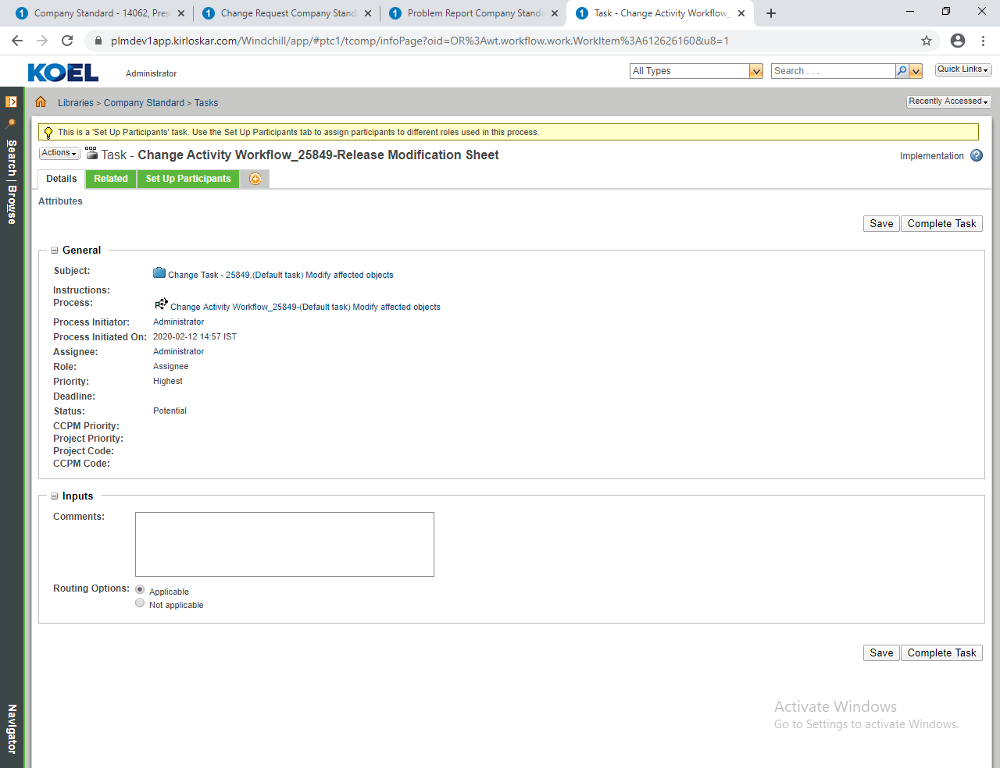 Company Standard - 14062, Pres
Change Request Company Stand
Problem Report Company Standa
Task - Change Activity Workflow_
plmdev1app.kirloskar.com/Windchill/app/#ptc1/tcomp/infoPage?oid=OR%3Awt.workflow.work.WorkItem%3A612626160&u8=1
KOEL
Administrator
All Types
Search . . .
Quick Links
Libraries > Company Standard > Tasks
Recently Accessed
This is a 'Set Up Participants' task. Use the Set Up Participants tab to assign participants to different roles used in this process.
Actions
Task - Change Activity Workflow_25849-Release Modification Sheet
Implementation
Details
Related
Set Up Participants
Attributes
Save
Complete Task
General
Subject: Change Task - 25849,(Default task) Modify affected objects
Instructions:
Process: Change Activity Workflow_25849-(Default task) Modify affected objects
Process Initiator: Administrator
Process Initiated On: 2020-02-12 14:57 IST
Assignee: Administrator
Role: Assignee
Priority: Highest
Deadline:
Status: Potential
CCPM Priority:
Project Priority:
Project Code:
CCPM Code:
Inputs
Comments:
Routing Options: Applicable
Not applicable
Save
Complete Task
Activate Windows
Go to Settings to activate Windows.
Search | Browse
Navigator